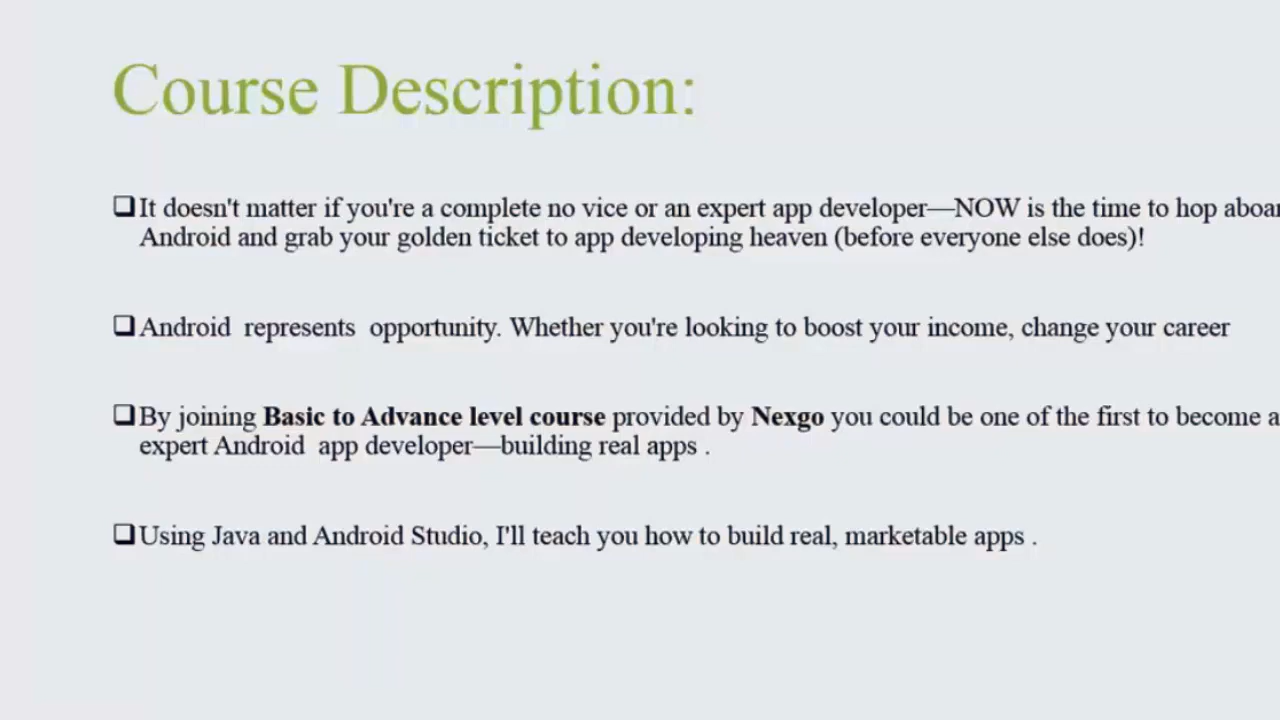 Course Description:
❑It doesn't matter if you're a complete no vice or an expert app developer—NOW is the time to hop
Android and grab your golden ticket to app developing heaven (before everyone else does)!
❑Android represents opportunity. Whether you're looking to boost your income, change your career
❑By joining Basic to Advance level course provided by Nexgo you could be one of the first to become
expert Android app developer—building real apps .
❑Using Java and Android Studio, I'll teach you how to build real, marketable apps .